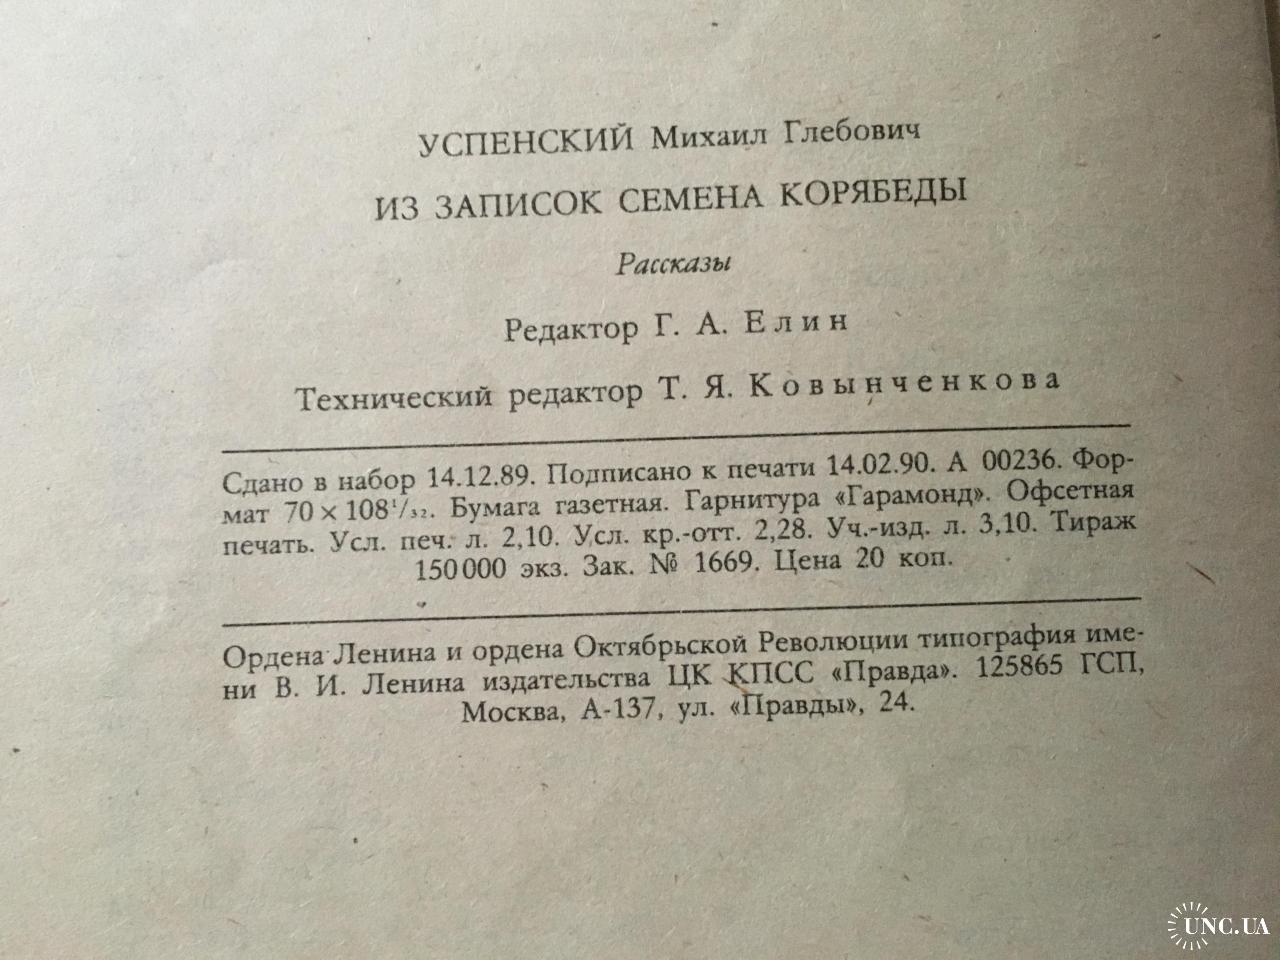 УСПЕНСКИЙ Михаил Глебович
ИЗ ЗАПИСОК СЕМЕНА КОРЯБЕДЫ
Рассказы
Редактор Г. А. Елин
Технический редактор Т. Я. Ковынченкова
Сдано в набор 14.12.89. Подписано к печати 14.02.90. А 00236. Фор-
мат 70 × 108¹/₃₂. Бумага газетная. Гарнитура «Гарамонд». Офсетная
печать. Усл. печ. л. 2,10. Усл. кр.-отт. 2,28. Уч.-изд. л. 3,10. Тираж
150 000 экз. Зак. № 1669. Цена 20 коп.
Ордена Ленина и ордена Октябрьской Революции типография име-
ни В. И. Ленина издательства ЦК КПСС «Правда». 125865 ГСП,
Москва, А-137, ул. «Правды», 24.
UNC.UA